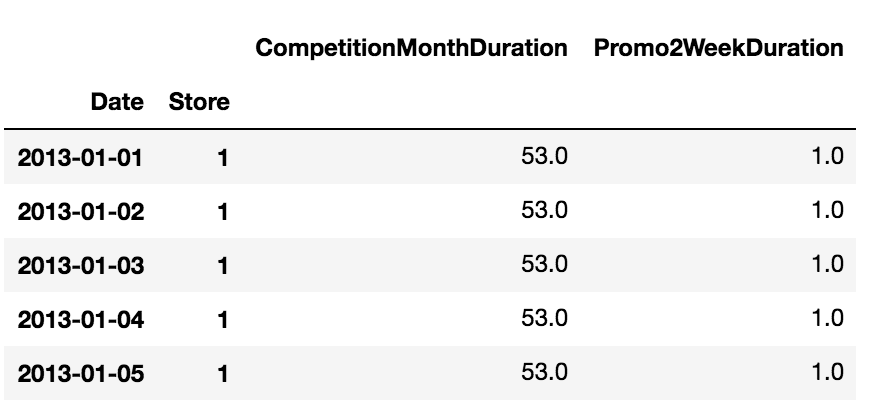 CompetitionMonthDuration Promo2WeekDuration
Date Store
2013-01-01 1 53.0 1.0
2013-01-02 1 53.0 1.0
2013-01-03 1 53.0 1.0
2013-01-04 1 53.0 1.0
2013-01-05 1 53.0 1.0